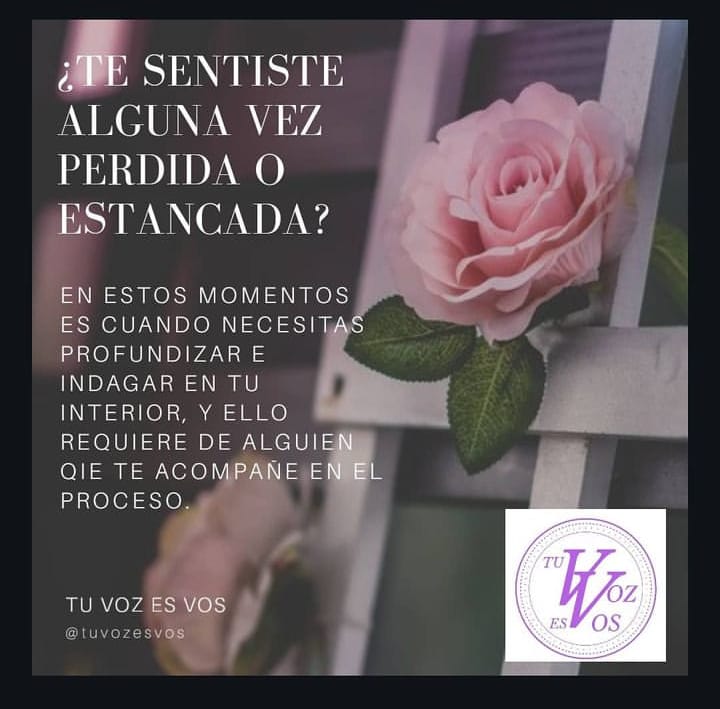 ¿TE SENTISTE
ALGUNA VEZ
PERDIDA O
ESTANCADA?
EN ESTOS MOMENTOS
ES CUANDO NECESITAS
PROFUNDIZAR E
INDAGAR EN TU
INTERIOR, Y ELLO
REQUIERE DE ALGUIEN
QIE TE ACOMPAÑE EN EL
PROCESO.
TU VOZ ES VOS
@tuvozesvos
TU VOZ
ES VOS